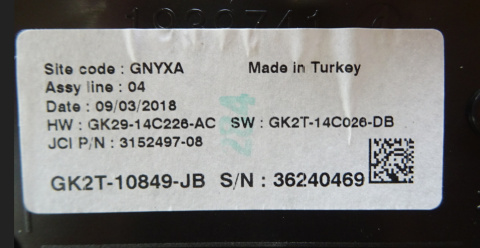 Site code : GNYXA Made in Turkey
Assy line : 04
Date : 09/03/2018
HW : GK29-14C226-AC SW : GK2T-14C026-DB
JCI P/N : 3152497-08
GK2T-10849-JB S/N : 36240469